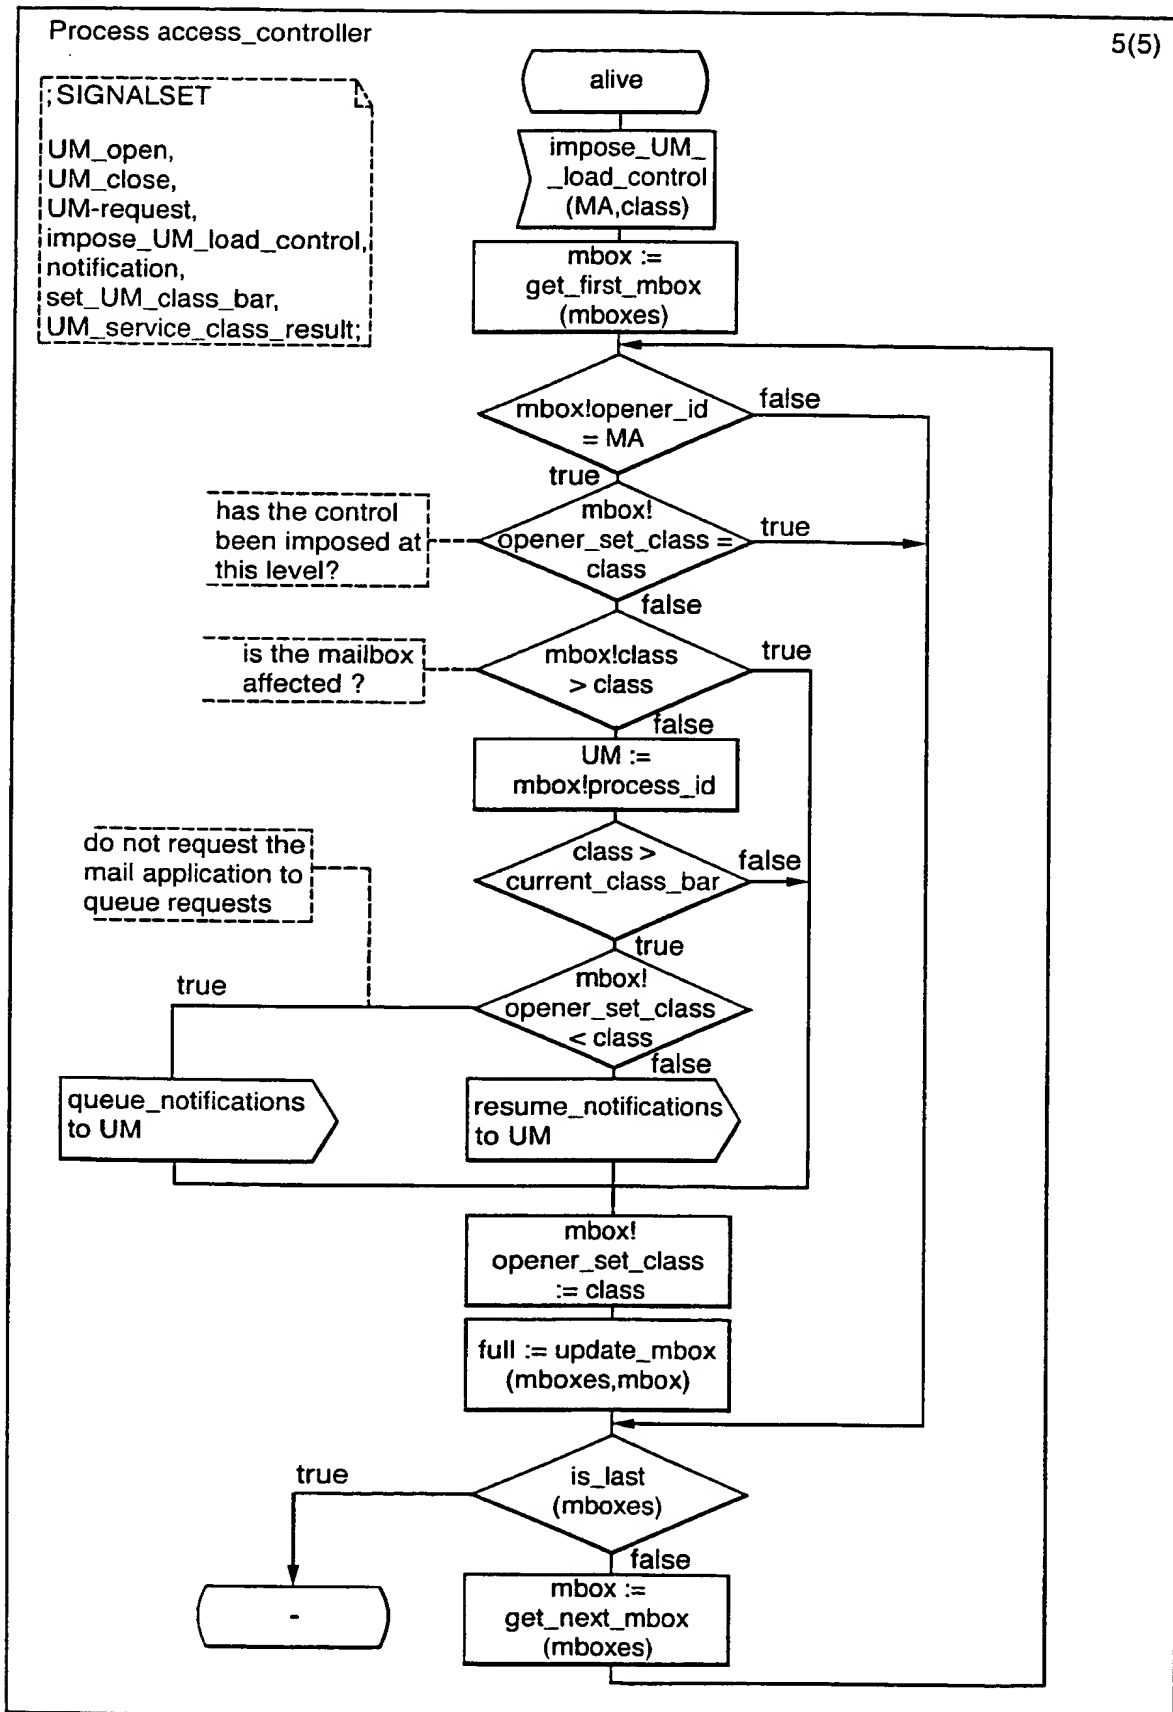 Process access_controller
5(5)
;SIGNALSET
UM_open,
UM_close,
UM-request,
impose_UM_load_control,
notification,
set_UM_class_bar,
UM_service_class_result;
alive
impose_UM_
_load_control
(MA,class)
mbox :=
get_first_mbox
(mboxes)
mbox!opener_id
= MA
false
true
has the control
been imposed at
this level?
mbox!
opener_set_class =
class
true
false
is the mailbox
affected ?
mbox!class
> class
true
false
UM :=
mbox!process_id
do not request the
mail application to
queue requests
class >
current_class_bar
false
true
true
mbox!
opener_set_class
< class
false
queue_notifications
to UM
resume_notifications
to UM
mbox!
opener_set_class
:= class
full := update_mbox
(mboxes,mbox)
true
is_last
(mboxes)
false
-
mbox :=
get_next_mbox
(mboxes)